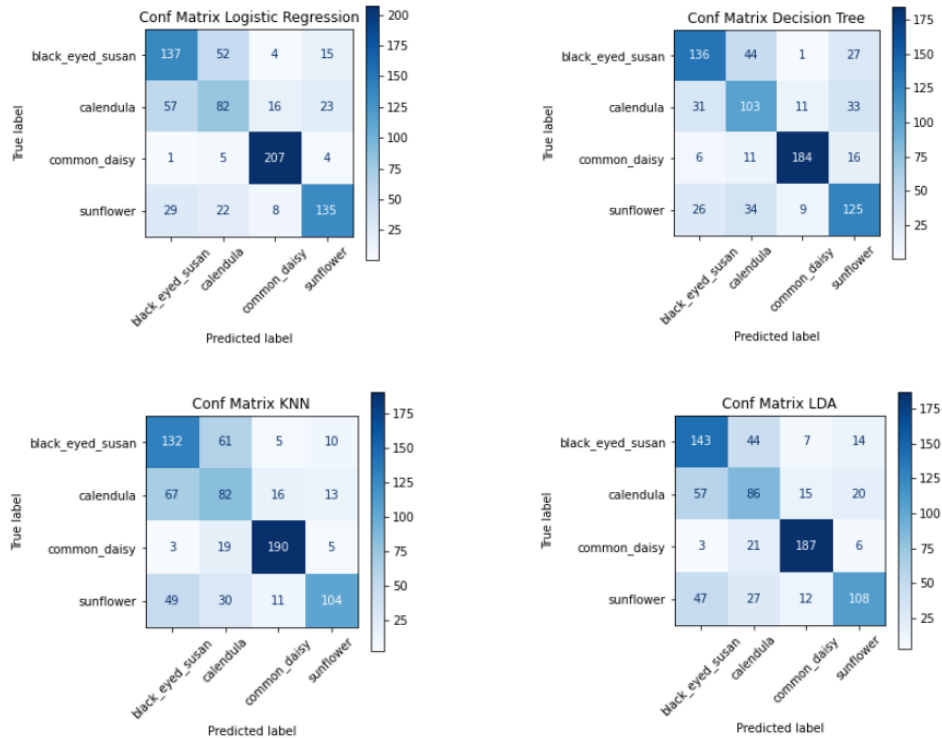 Conf Matrix Logistic Regression
True label
black_eyed_susan 137 52 4 15
calendula 57 82 16 23
common_daisy 1 5 207 4
sunflower 29 22 8 135
black_eyed_susan calendula common_daisy sunflower
Predicted label
200
175
150
125
100
75
50
25
Conf Matrix Decision Tree
True label
black_eyed_susan 136 44 1 27
calendula 31 103 11 33
common_daisy 6 11 184 16
sunflower 26 34 9 125
black_eyed_susan calendula common_daisy sunflower
Predicted label
175
150
125
100
75
50
25
Conf Matrix KNN
True label
black_eyed_susan 132 61 5 10
calendula 67 82 16 13
common_daisy 3 19 190 5
sunflower 49 30 11 104
black_eyed_susan calendula common_daisy sunflower
Predicted label
175
150
125
100
75
50
25
Conf Matrix LDA
True label
black_eyed_susan 143 44 7 14
calendula 57 86 15 20
common_daisy 3 21 187 6
sunflower 47 27 12 108
black_eyed_susan calendula common_daisy sunflower
Predicted label
175
150
125
100
75
50
25